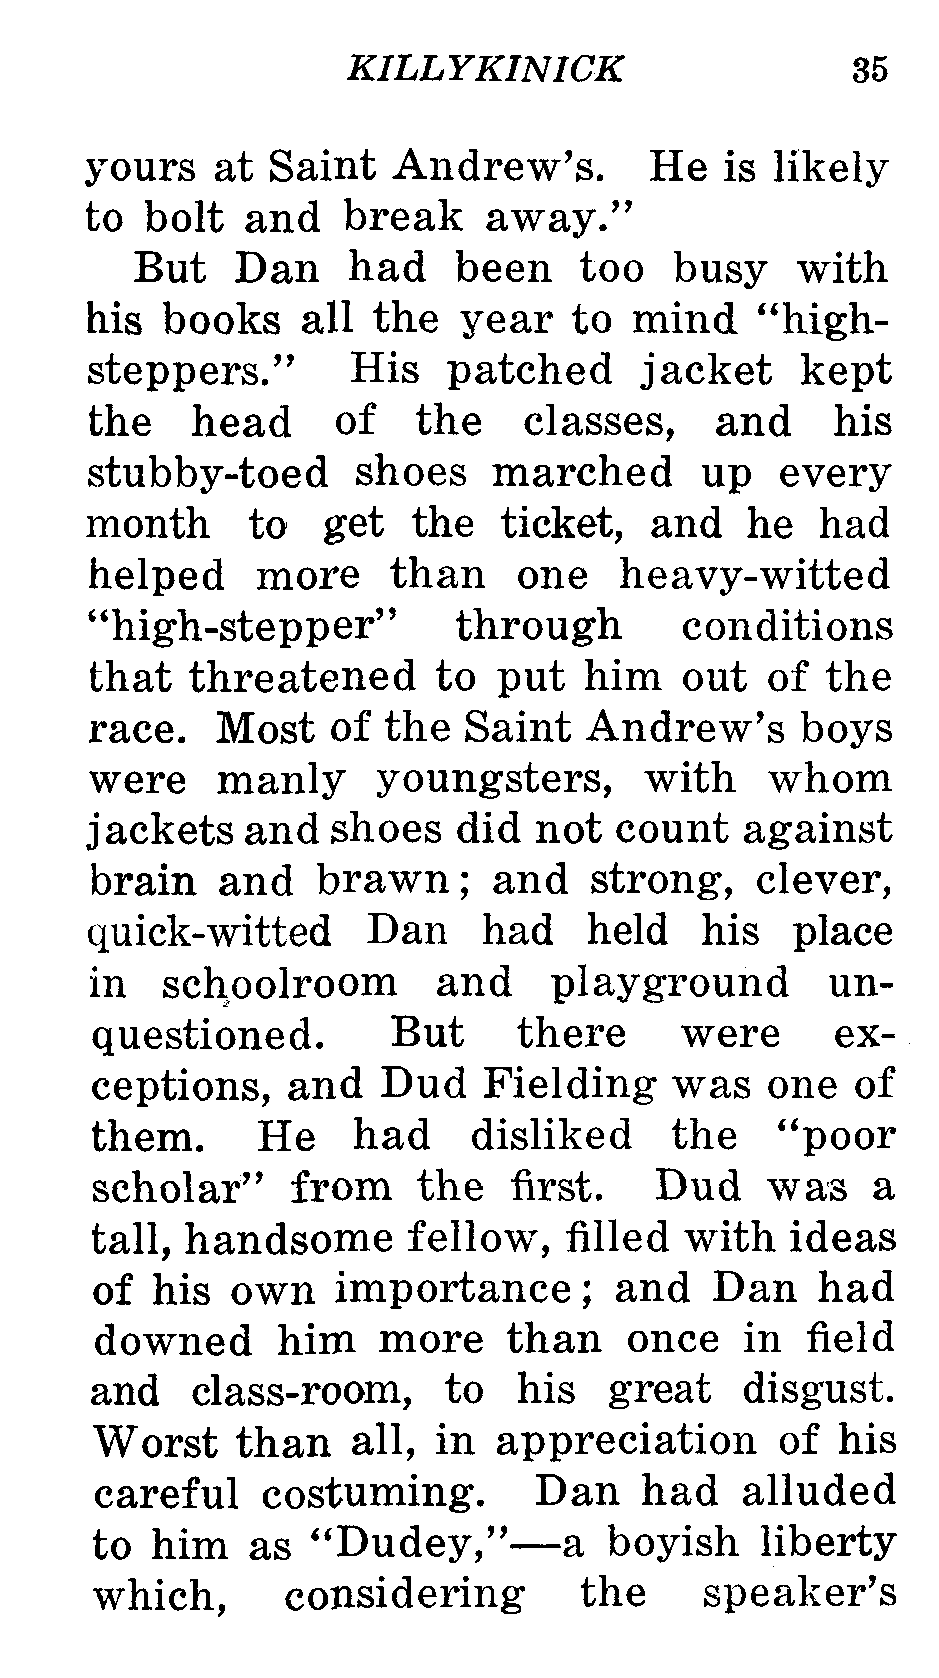 KILLYKINICK 35
yours at Saint Andrew's. He is likely
to bolt and break away."
But Dan had been too busy with
his books all the year to mind "high-
steppers." His patched jacket kept
the head of the classes, and his
stubby-toed shoes marched up every
month to get the ticket, and he had
helped more than one heavy-witted
"high-stepper" through conditions
that threatened to put him out of the
race. Most of the Saint Andrew's boys
were manly youngsters, with whom
jackets and shoes did not count against
brain and brawn; and strong, clever,
quick-witted Dan had held his place
in schoolroom and playground un-
questioned. But there were ex-
ceptions, and Dud Fielding was one of
them. He had disliked the "poor
scholar" from the first. Dud was a
tall, handsome fellow, filled with ideas
of his own importance; and Dan had
downed him more than once in field
and class-room, to his great disgust.
Worst than all, in appreciation of his
careful costuming. Dan had alluded
to him as "Dudey,"—a boyish liberty
which, considering the speaker's